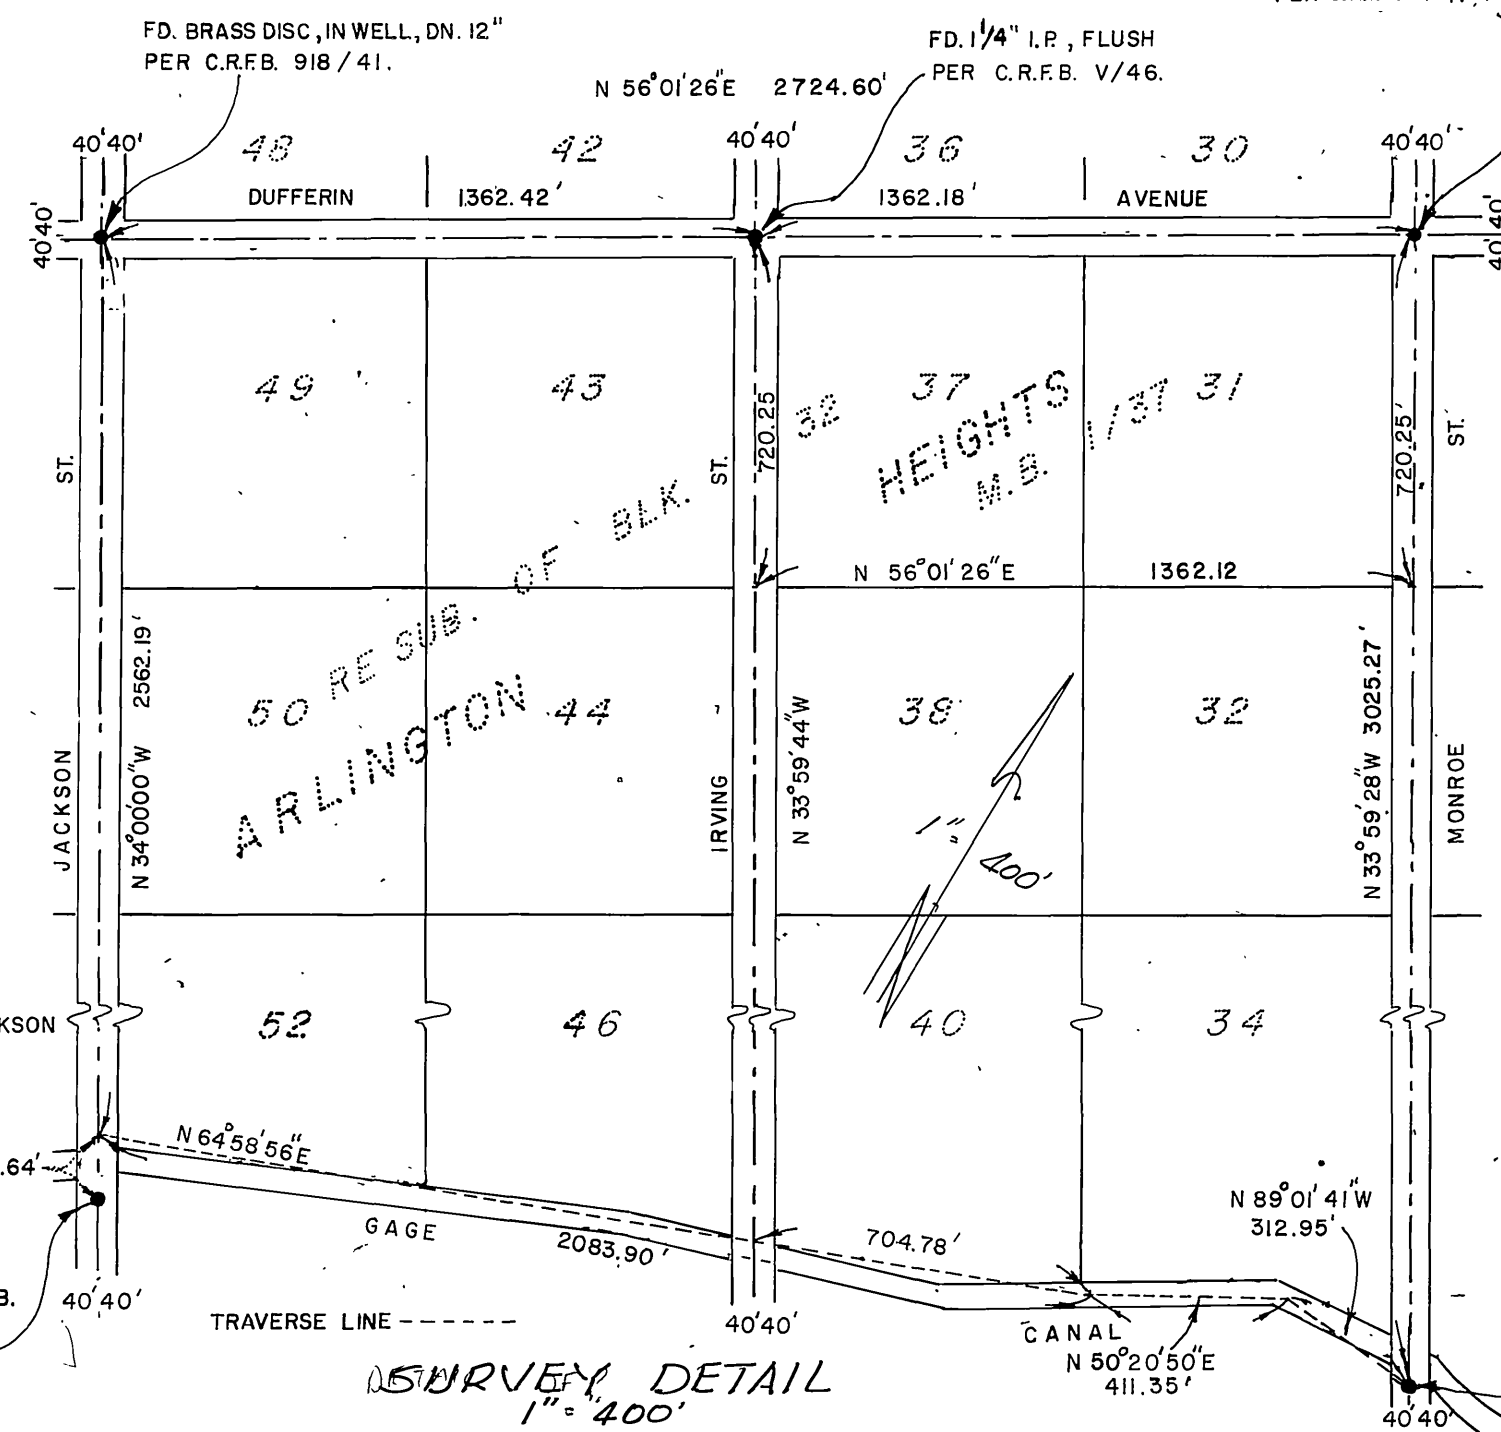 FD. BRASS DISC, IN WELL, DN. 12"
PER C.R.F.B. 918/41.
FD. 1 1/4" I.P., FLUSH
PER C.R.F.B. V/46.
N 56°01'26"E 2724.60'
40' 40'
40' 40'
40' 40'
48
42
36
30
DUFFERIN
1362.42'
1362.18'
AVENUE
40' 40'
40' 40'
49
43
37
31
32
HEIGHTS
M.B. 1/37
720.25
720.25'
ST.
ST.
ST.
RE SUB. OF BLK.
ARLINGTON
N 56°01'26"E 1362.12
50
44
38
32
JACKSON
N 34°00'00"W 2562.19'
IRVING
N 33°59'44"W
N 33°59'28"W 3025.27'
MONROE
1" = 400'
KSON
52
46
40
34
N 64°58'56"E
.64'
GAGE
2083.90'
704.78'
N 89°01'41"W
312.95'
B.
40' 40'
TRAVERSE LINE ------
40' 40'
CANAL
N 50°20'50"E
411.35'
40' 40'
SURVEY DETAIL
1" = 400'